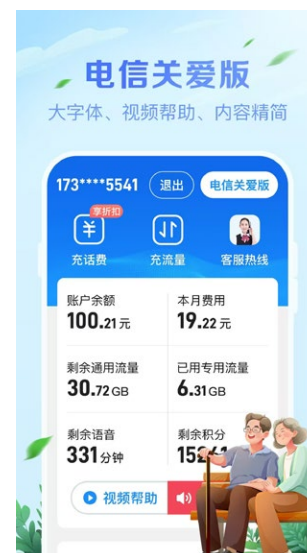 电信关爱版
大字体、视频帮助、内容精简
173****5541 退出 电信关爱版
享折扣
充话费 充流量 客服热线
账户余额 本月费用
100.21元 19.22元
剩余通用流量 已用专用流量
30.72GB 6.31GB
剩余语音 剩余积分
331分钟
视频帮助